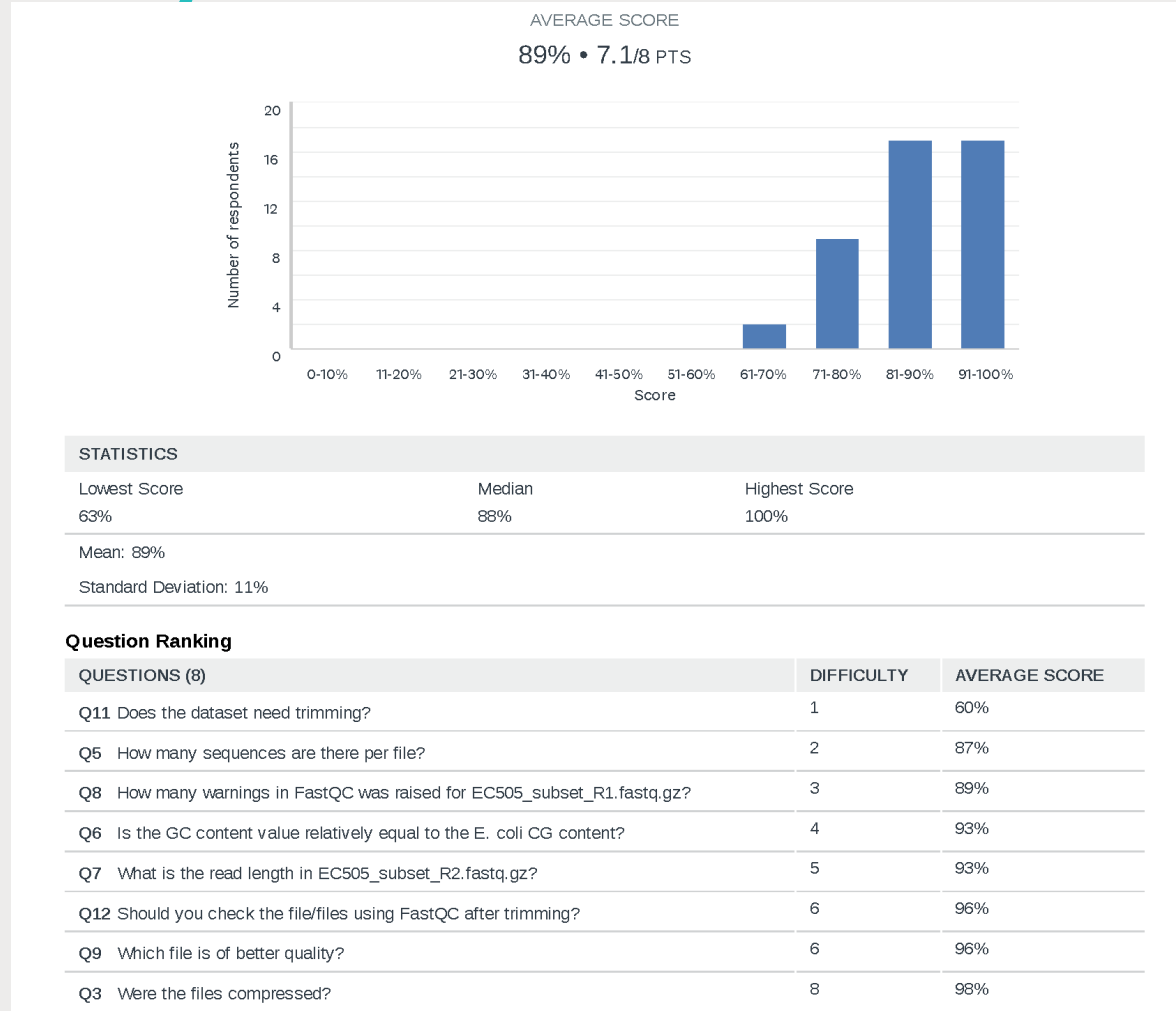 AVERAGE SCORE
89% • 7.1/8 PTS
20
16
12
8
4
0
Number of respondents
0-10% 11-20% 21-30% 31-40% 41-50% 51-60% 61-70% 71-80% 81-90% 91-100%
Score
STATISTICS
Lowest Score Median Highest Score
63% 88% 100%
Mean: 89%
Standard Deviation: 11%
Question Ranking
QUESTIONS (8) DIFFICULTY AVERAGE SCORE
Q11 Does the dataset need trimming? 1 60%
Q5 How many sequences are there per file? 2 87%
Q8 How many warnings in FastQC was raised for EC505_subset_R1.fastq.gz? 3 89%
Q6 Is the GC content value relatively equal to the E. coli CG content? 4 93%
Q7 What is the read length in EC505_subset_R2.fastq.gz? 5 93%
Q12 Should you check the file/files using FastQC after trimming? 6 96%
Q9 Which file is of better quality? 6 96%
Q3 Were the files compressed? 8 98%